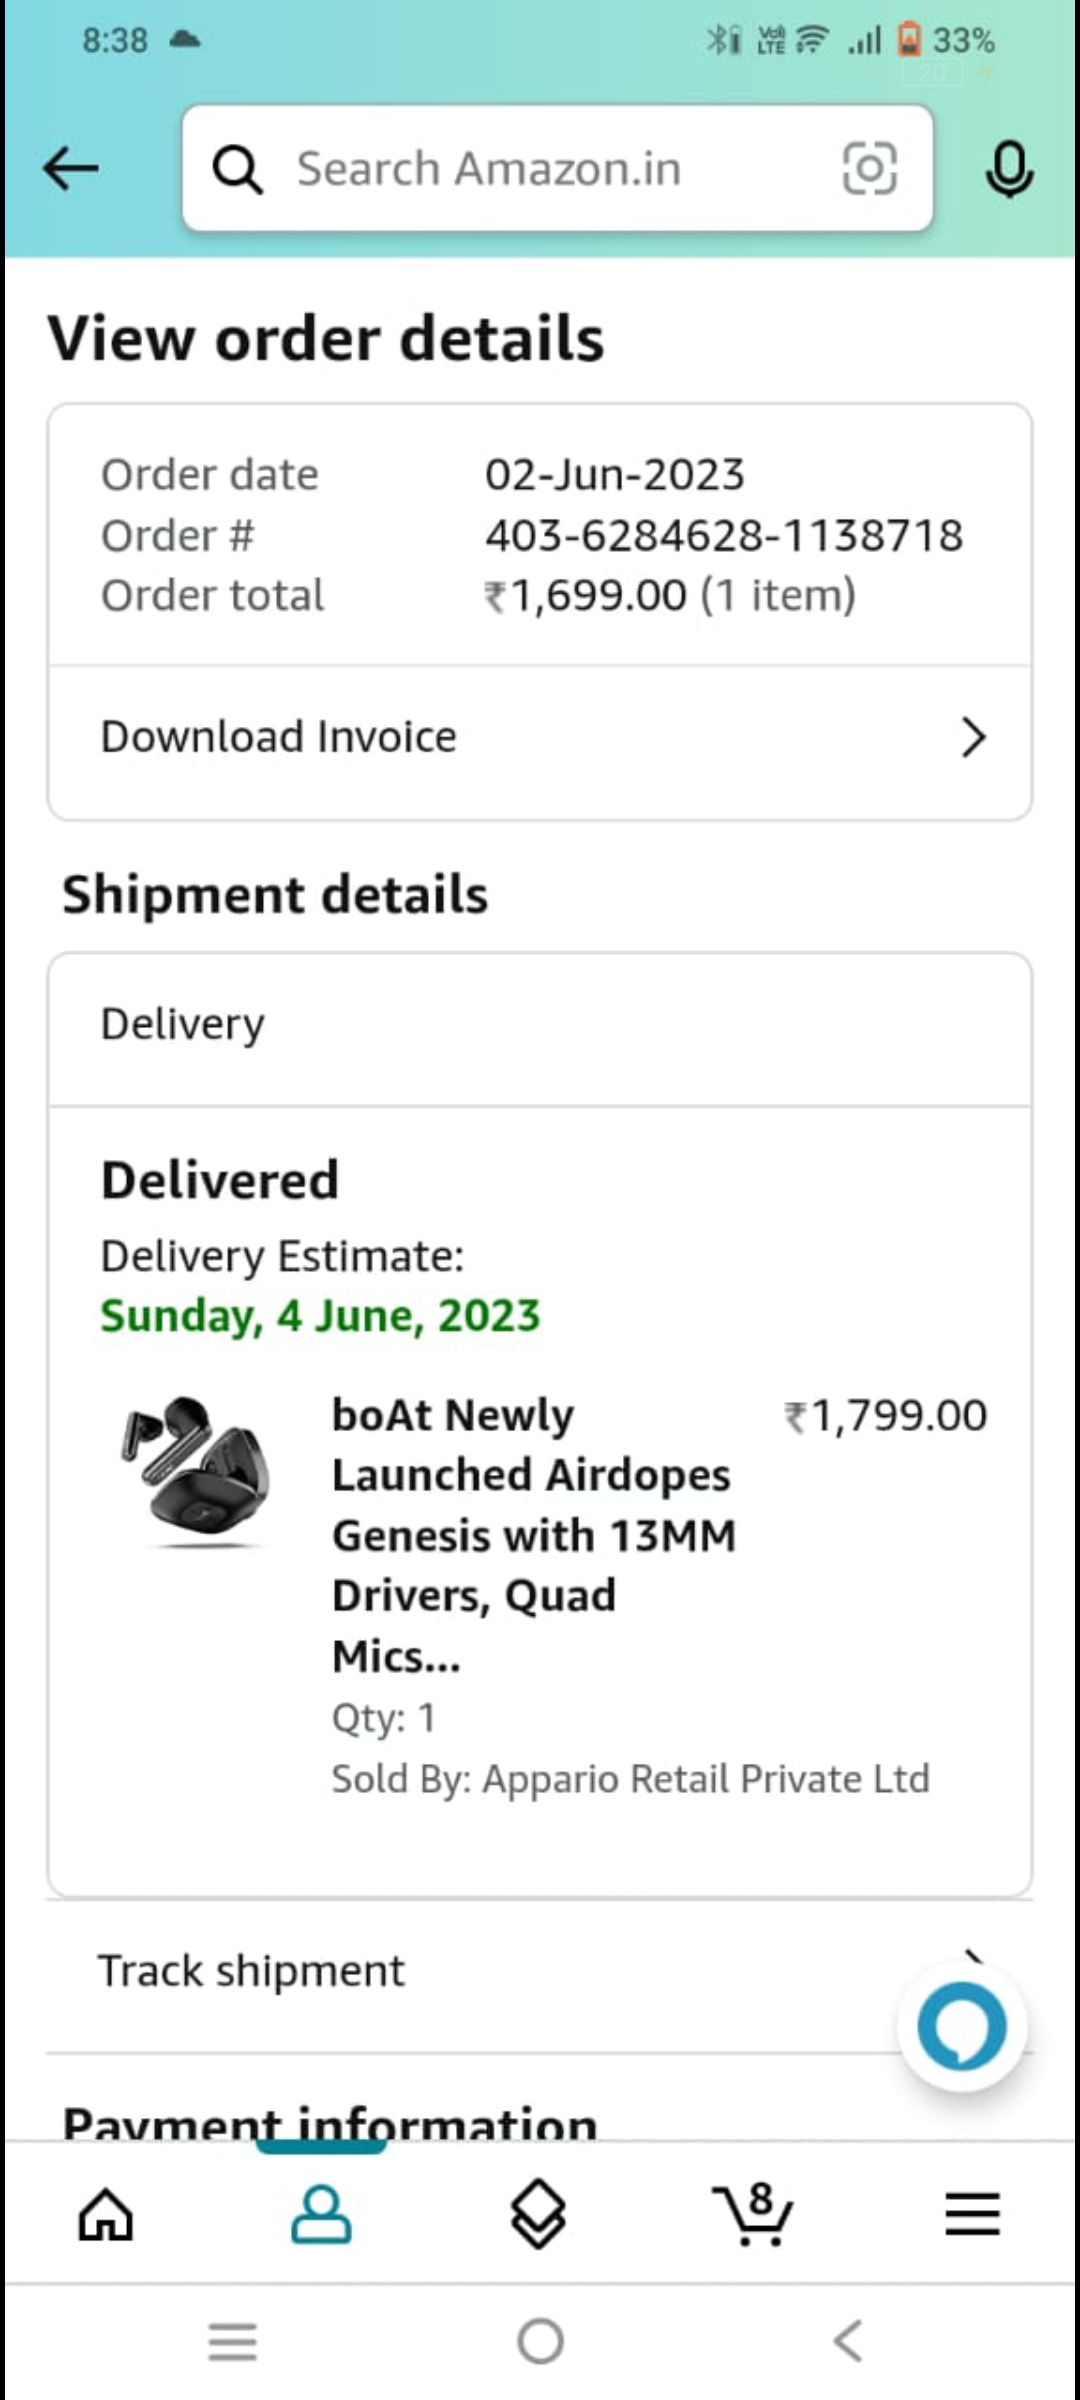 8:38
Vo)) LTE
33%
20
Search Amazon.in
View order details
Order date 02-Jun-2023
Order # 403-6284628-1138718
Order total ₹1,699.00 (1 item)
Download Invoice
Shipment details
Delivery
Delivered
Delivery Estimate:
Sunday, 4 June, 2023
boAt Newly ₹1,799.00
Launched Airdopes
Genesis with 13MM
Drivers, Quad
Mics...
Qty: 1
Sold By: Appario Retail Private Ltd
Track shipment
Payment information
8